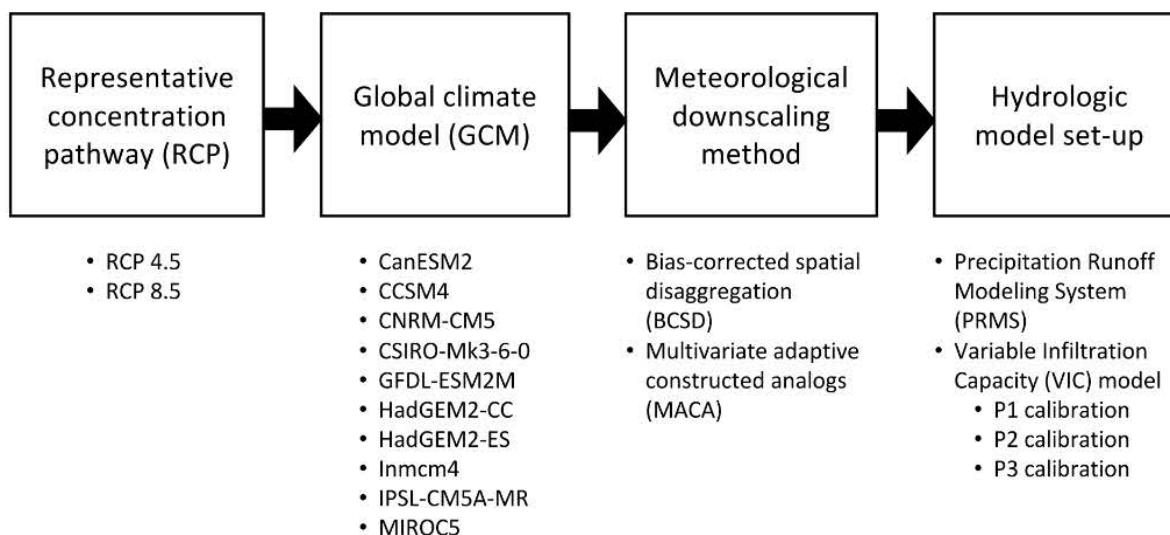 Representative
concentration
pathway (RCP)
Global climate
model (GCM)
Meteorological
downscaling
method
Hydrologic
model set-up
• RCP 4.5
• RCP 8.5
• CanESM2
• CCSM4
• CNRM-CM5
• CSIRO-Mk3-6-0
• GFDL-ESM2M
• HadGEM2-CC
• HadGEM2-ES
• Inmcm4
• IPSL-CM5A-MR
• MIROC5
• Bias-corrected spatial
disaggregation
(BCSD)
• Multivariate adaptive
constructed analogs
(MACA)
• Precipitation Runoff
Modeling System
(PRMS)
• Variable Infiltration
Capacity (VIC) model
• P1 calibration
• P2 calibration
• P3 calibration